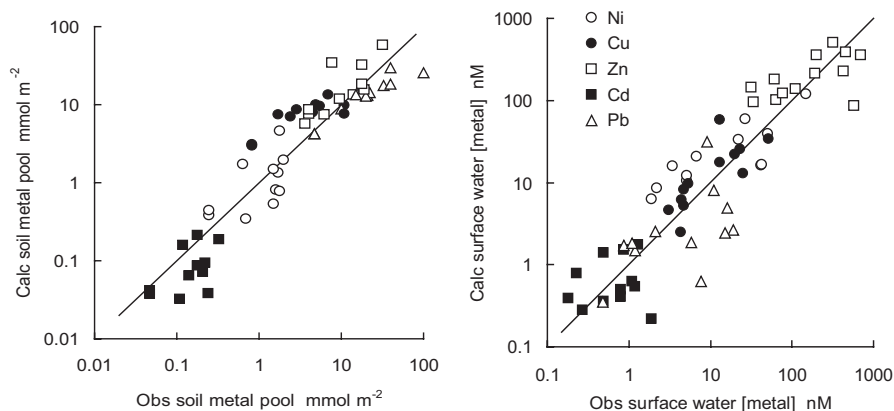 Calc soil metal pool mmol m-2
100
10
1
0.1
0.01
0.01
0.1
1
10
100
Obs soil metal pool mmol m-2
Calc surface water [metal] nM
1000
100
10
1
0.1
0.1
1
10
100
1000
Obs surface water [metal] nM
Ni
Cu
Zn
Cd
Pb